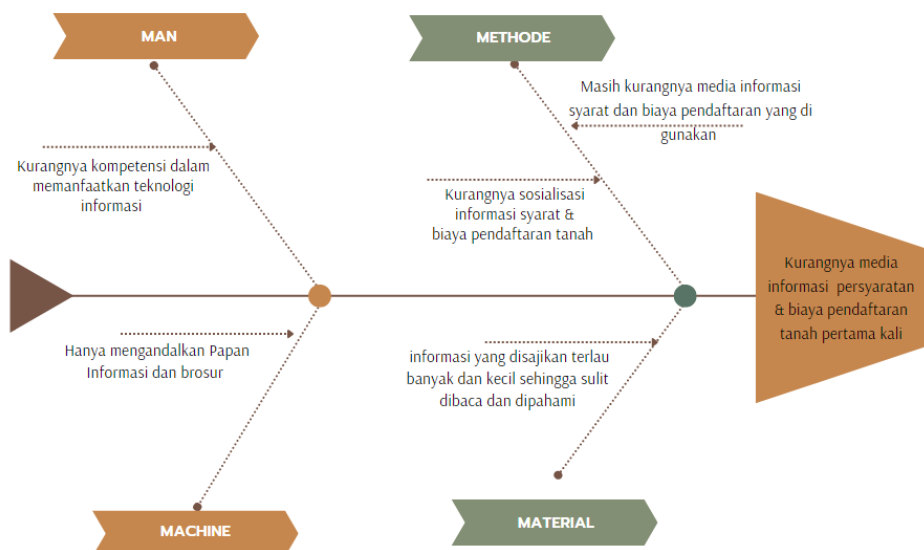 MAN
METHODE
Masih kurangnya media informasi
syarat dan biaya pendaftaran yang di
gunakan
Kurangnya kompetensi dalam
memanfaatkan teknologi
informasi
Kurangnya sosialisasi
informasi syarat &
biaya pendaftaran tanah
Kurangnya media
informasi persyaratan
& biaya pendaftaran
tanah pertama kali
Hanya mengandalkan Papan
Informasi dan brosur
informasi yang disajikan terlau
banyak dan kecil sehingga sulit
dibaca dan dipahami
MACHINE
MATERIAL